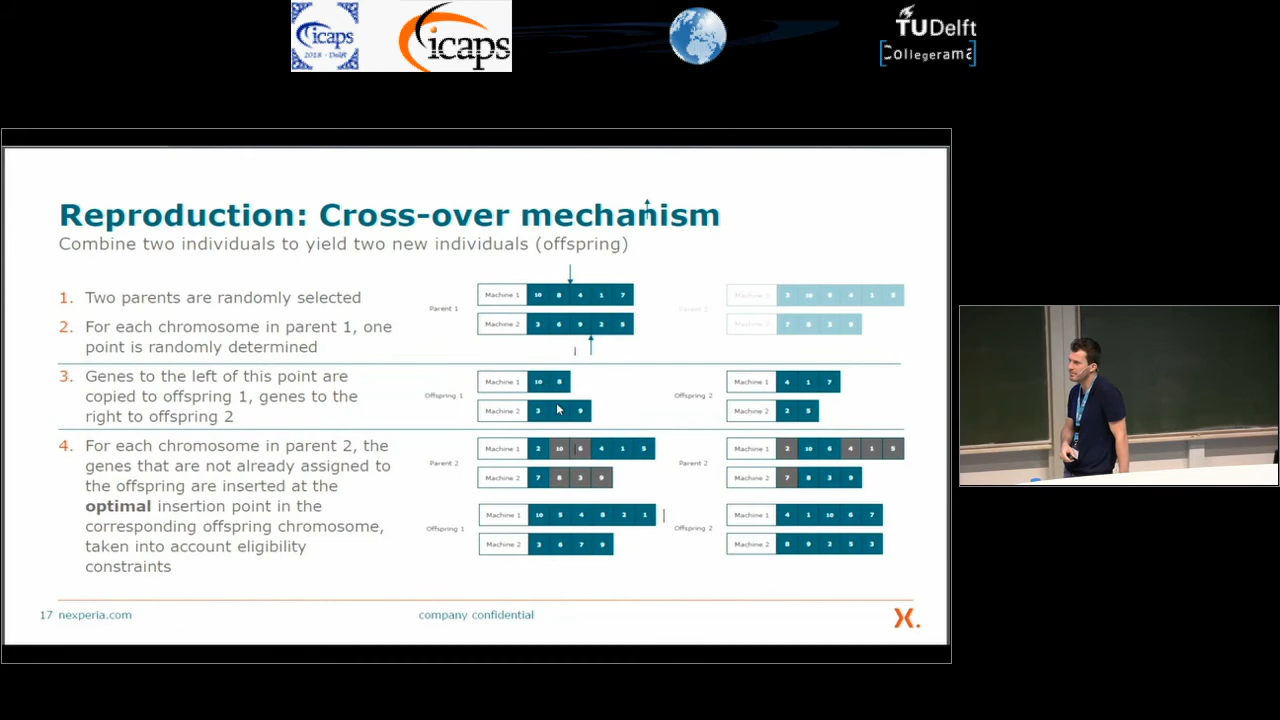 icaps
2018 - Delft
icaps
TUDelft
Collegerama
Reproduction: Cross-over mechanism
Combine two individuals to yield two new individuals (offspring)
1. Two parents are randomly selected
2. For each chromosome in parent 1, one
point is randomly determined
3. Genes to the left of this point are
copied to offspring 1, genes to the
right to offspring 2
4. For each chromosome in parent 2, the
genes that are not already assigned to
the offspring are inserted at the
optimal insertion point in the
corresponding offspring chromosome,
taken into account eligibility
constraints
Parent 1
Machine 1 10 8 4 1 7
Machine 2 3 6 9 2 5
Machine 1 10 6 4 1 5
Machine 2 7 8 3 9
Offspring 1
Machine 1 10 8
Machine 2 3 9
Offspring 2
Machine 1 4 1 7
Machine 2 2 5
Parent 2
Machine 1 2 10 6 4 1 5
Machine 2 7 8 3 9
Parent 2
Machine 1 2 10 6 4 1 5
Machine 2 7 8 3 9
Offspring 1
Machine 1 10 5 4 8 2 1
Machine 2 3 6 7 9
Offspring 2
Machine 1 4 1 10 6 7
Machine 2 8 9 2 5 3
17 nexperia.com
company confidential
X.